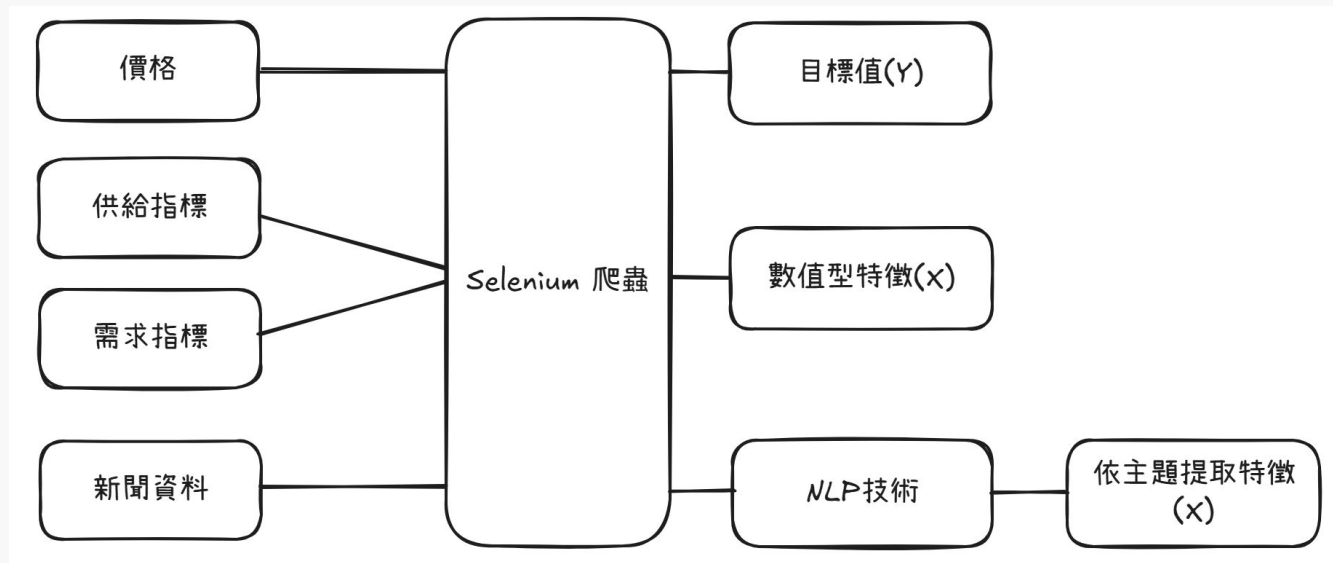 價格
供給指標
需求指標
新聞資料
Selenium 爬蟲
目標值(Y)
數值型特徵(X)
NLP技術
依主題提取特徵
(X)